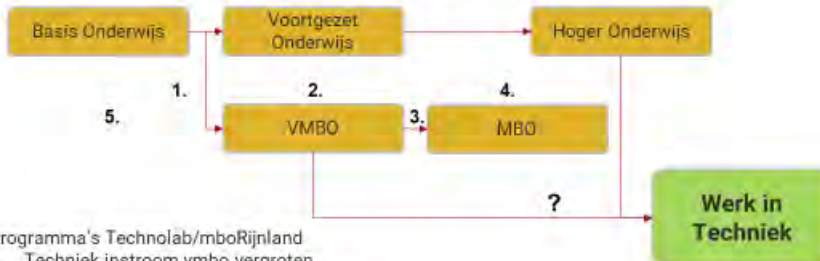 Basis Onderwijs
Voortgezet
Onderwijs
Hoger Onderwijs
1.
2.
4.
5.
VMBO
3.
MBO
?
Werk in
Techniek
rogramma's Technolab/mboRijnland
Techniek instroom vmbo vergroten